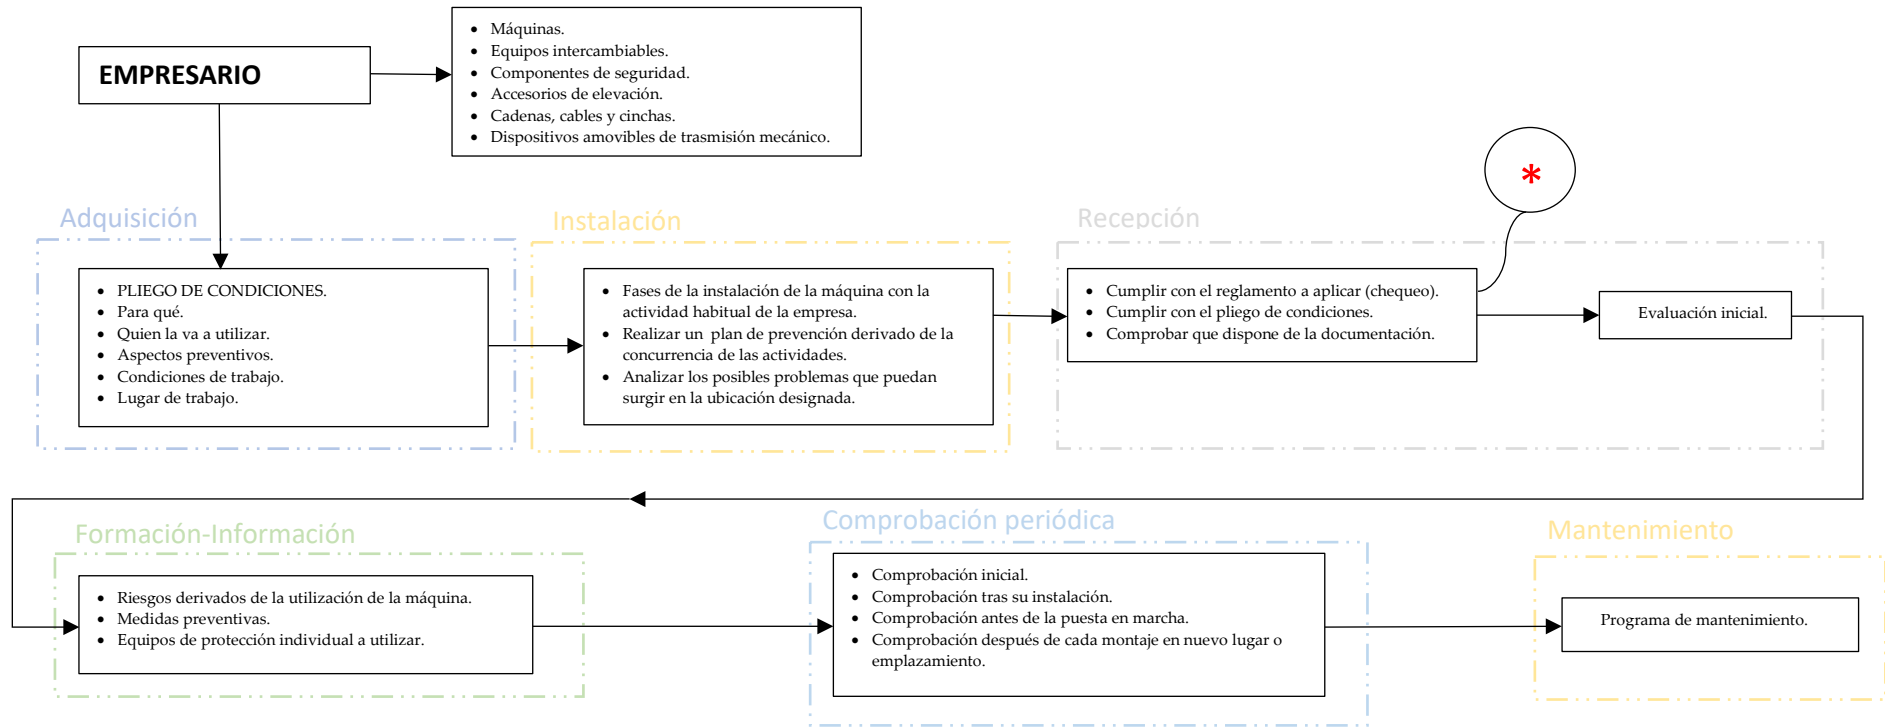 EMPRESARIO
• Máquinas.
• Equipos intercambiables.
• Componentes de seguridad.
• Accesorios de elevación.
• Cadenas, cables y cinchas.
• Dispositivos amovibles de trasmisión mecánico.
*
Adquisición
• PLIEGO DE CONDICIONES.
• Para qué.
• Quien la va a utilizar.
• Aspectos preventivos.
• Condiciones de trabajo.
• Lugar de trabajo.
Instalación
• Fases de la instalación de la máquina con la
actividad habitual de la empresa.
• Realizar un plan de prevención derivado de la
concurrencia de las actividades.
• Analizar los posibles problemas que puedan
surgir en la ubicación designada.
Recepción
• Cumplir con el reglamento a aplicar (chequeo).
• Cumplir con el pliego de condiciones.
• Comprobar que dispone de la documentación.
Evaluación inicial.
Formación-Información
• Riesgos derivados de la utilización de la máquina.
• Medidas preventivas.
• Equipos de protección individual a utilizar.
Comprobación periódica
• Comprobación inicial.
• Comprobación tras su instalación.
• Comprobación antes de la puesta en marcha.
• Comprobación después de cada montaje en nuevo lugar o
emplazamiento.
Mantenimiento
Programa de mantenimiento.